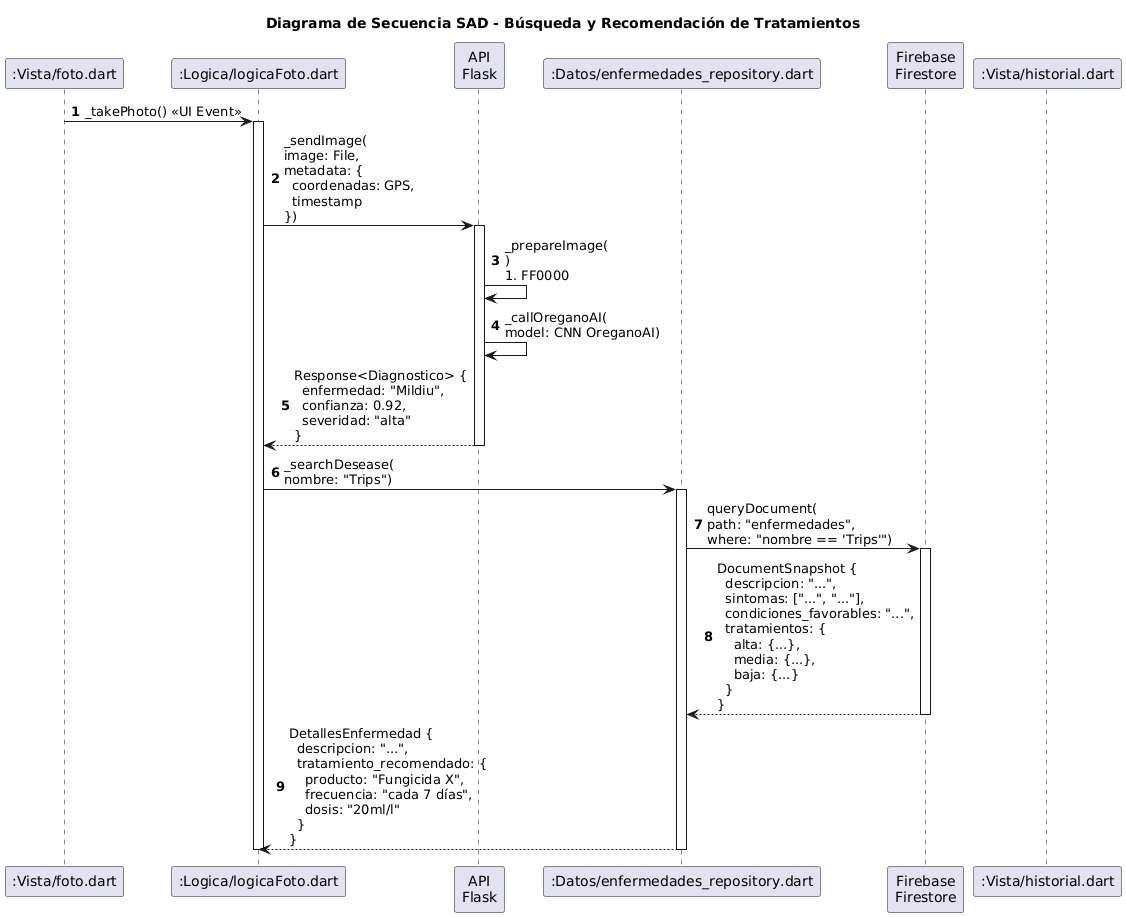 Diagrama de Secuencia SAD - Búsqueda y Recomendación de Tratamientos
:Vista/foto.dart
:Logica/logicaFoto.dart
API
Flask
:Datos/enfermedades_repository.dart
Firebase
Firestore
:Vista/historial.dart
1 _takePhoto() «UI Event»
2 _sendImage(
image: File,
metadata: {
coordenadas: GPS,
timestamp
})
3 _prepareImage(
)
1. FF0000
4 _callOreganoAI(
model: CNN OreganoAI)
5 Response<Diagnostico> {
enfermedad: "Mildiu",
confianza: 0.92,
severidad: "alta"
}
6 _searchDesease(
nombre: "Trips")
7 queryDocument(
path: "enfermedades",
where: "nombre == 'Trips'")
8 DocumentSnapshot {
descripcion: "...",
sintomas: ["...", "..."],
condiciones_favorables: "...",
tratamientos: {
alta: {...},
media: {...},
baja: {...}
}
}
9 DetallesEnfermedad {
descripcion: "...",
tratamiento_recomendado: {
producto: "Fungicida X",
frecuencia: "cada 7 días",
dosis: "20ml/l"
}
}
:Vista/foto.dart
:Logica/logicaFoto.dart
API
Flask
:Datos/enfermedades_repository.dart
Firebase
Firestore
:Vista/historial.dart